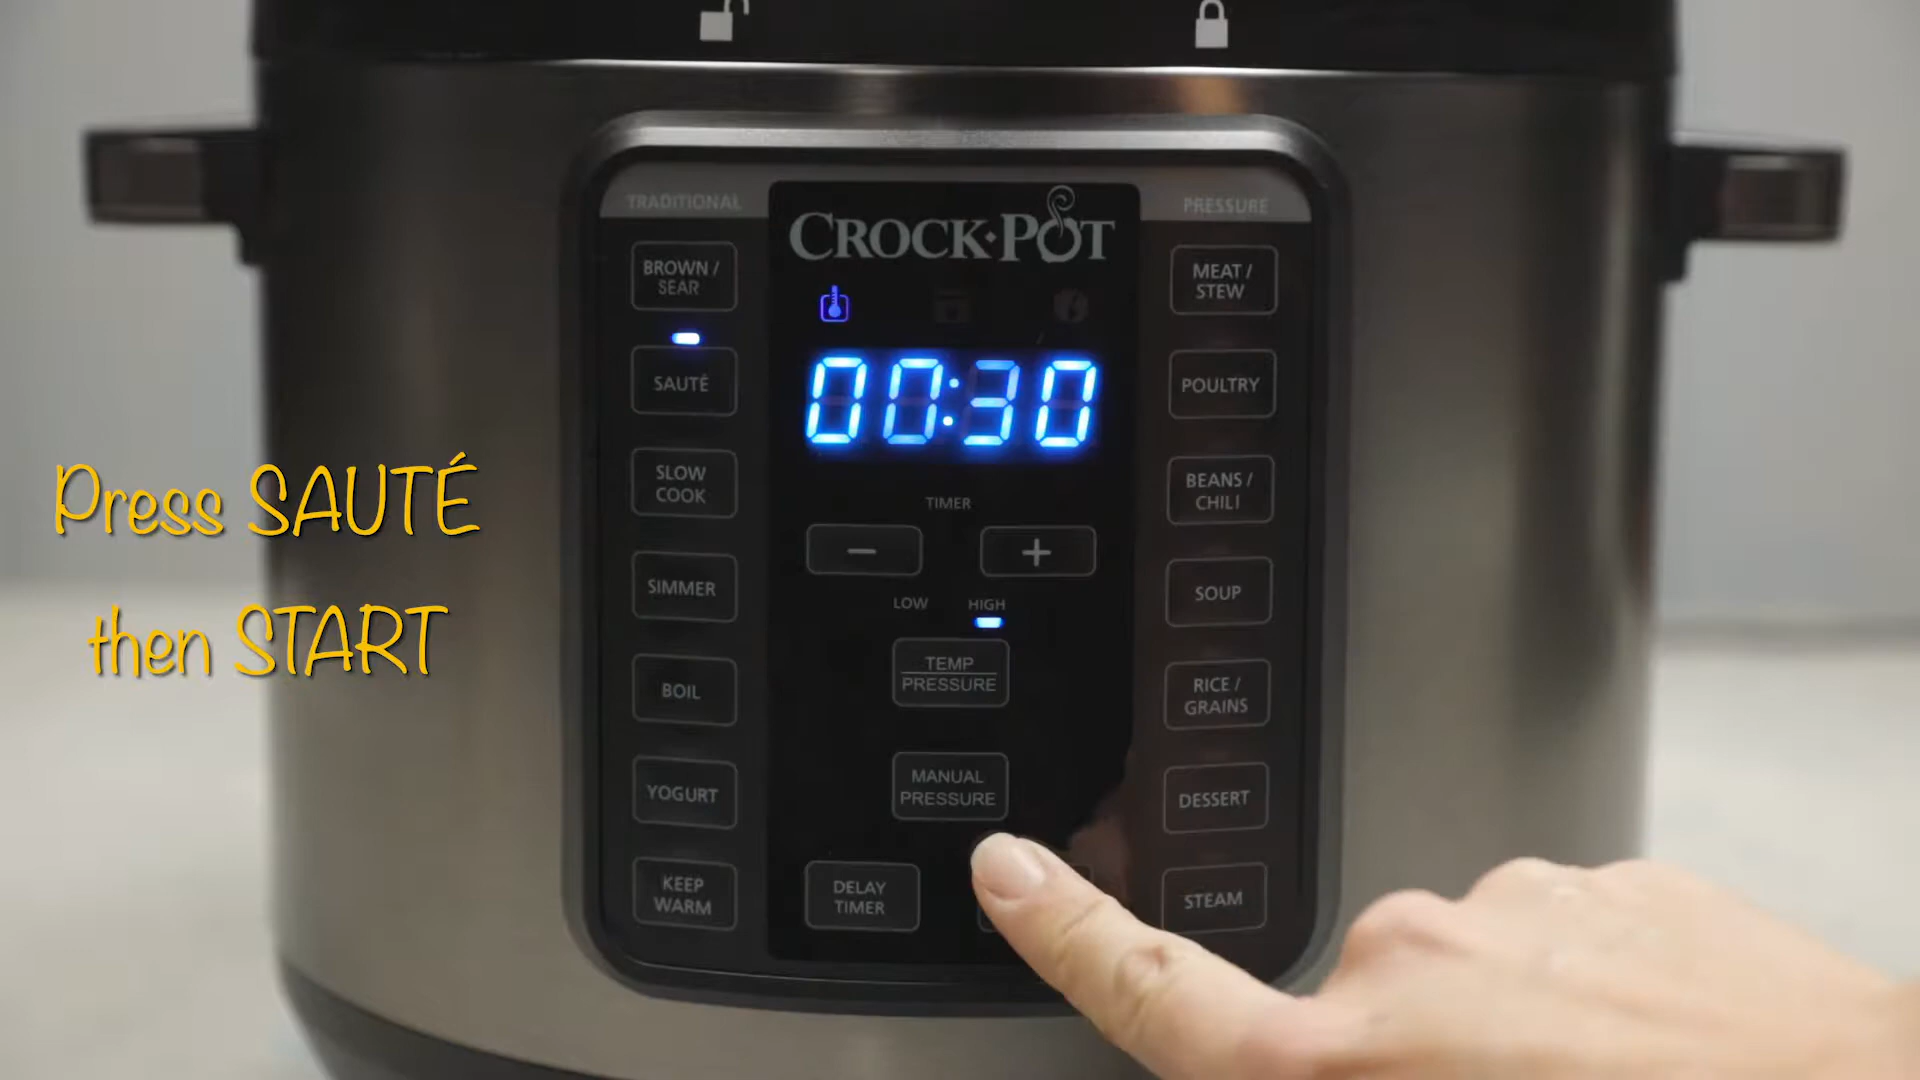 TRADITIONAL
CROCK·POT
PRESSURE
BROWN /
SEAR
SAUTÉ
SLOW
COOK
SIMMER
BOIL
YOGURT
KEEP
WARM
00:30
TIMER
−
+
LOW HIGH
TEMP
PRESSURE
MANUAL
PRESSURE
DELAY
TIMER
MEAT /
STEW
POULTRY
BEANS /
CHILI
SOUP
RICE /
GRAINS
DESSERT
STEAM
Press SAUTÉ
then START